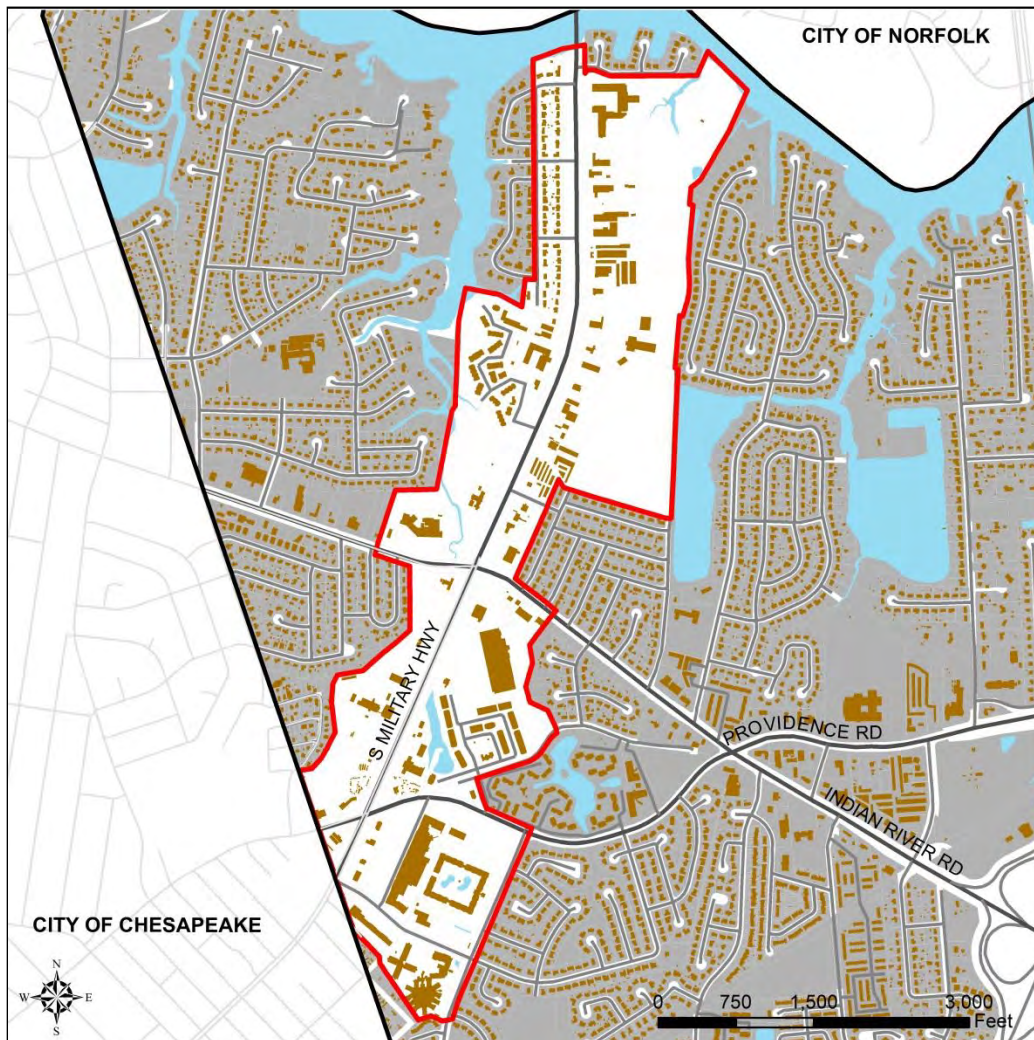 CITY OF NORFOLK
S MILITARY HWY
PROVIDENCE RD
INDIAN RIVER RD
CITY OF CHESAPEAKE
N
W E
S
0 750 1,500 3,000
Feet